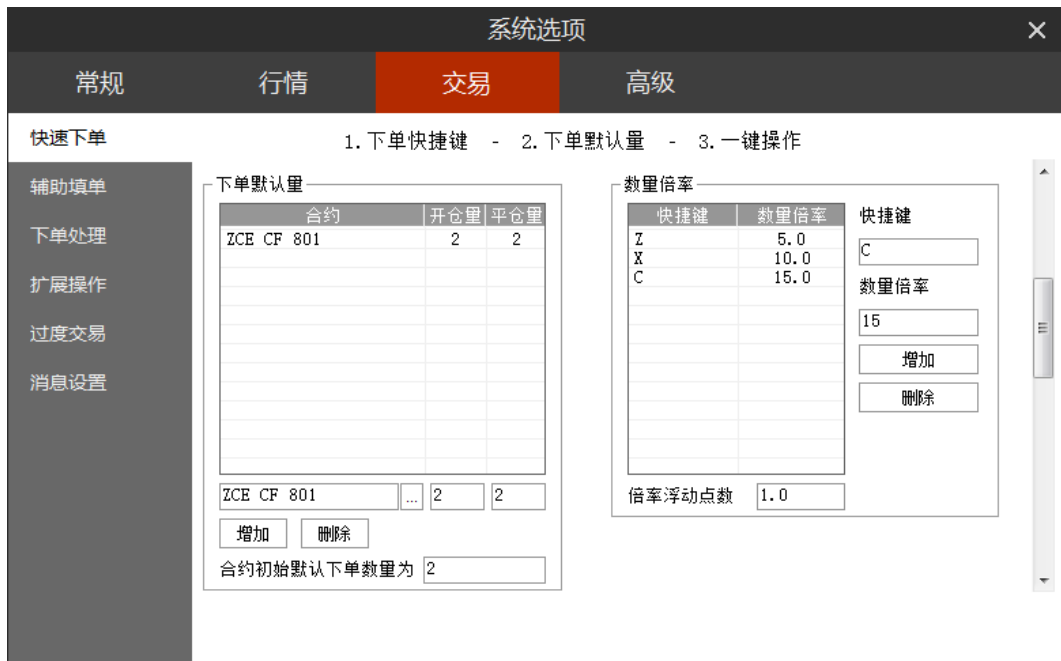 系统选项
常规 行情 交易 高级
快速下单
辅助填单
下单处理
扩展操作
过度交易
消息设置
1.下单快捷键 - 2.下单默认量 - 3.一键操作
下单默认量
合约 开仓量 平仓量
ZCE CF 801 2 2
ZCE CF 801 ... 2 2
增加 删除
合约初始默认下单数量为 2
数量倍率
快捷键 数量倍率
Z 5.0
X 10.0
C 15.0
快捷键
C
数量倍率
15
增加
删除
倍率浮动点数 1.0